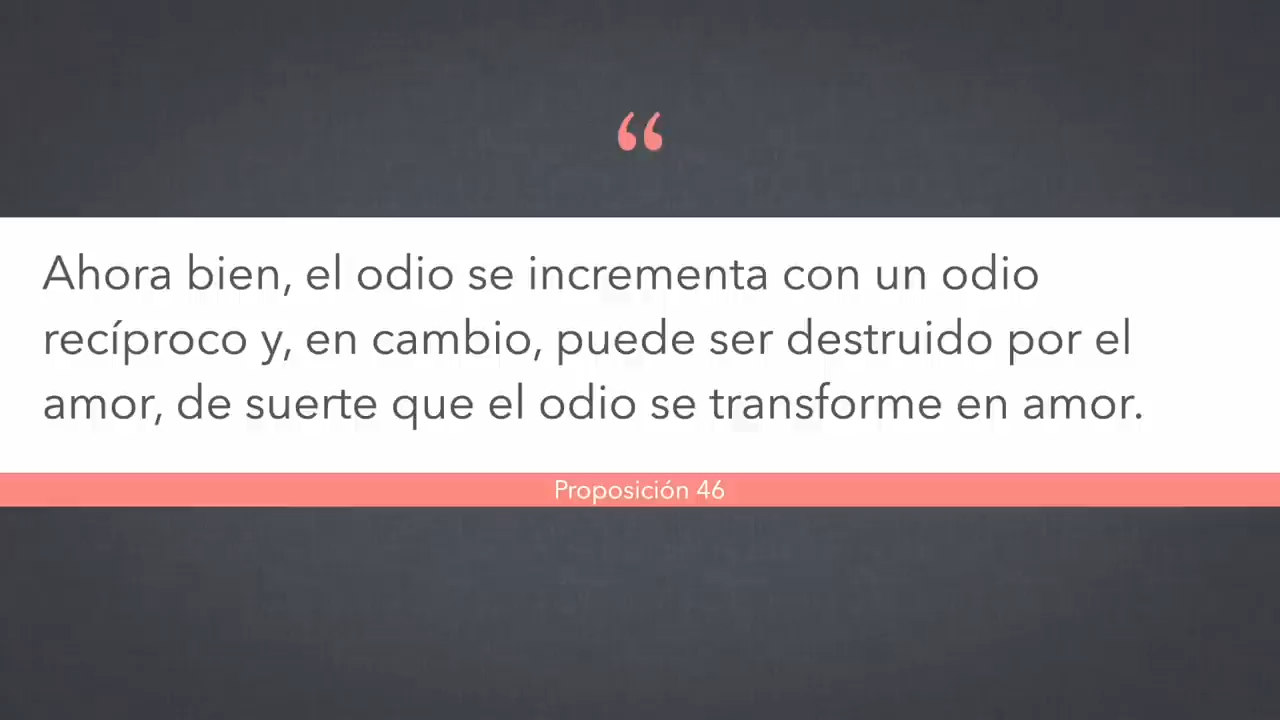 “
Ahora bien, el odio se incrementa con un odio
recíproco y, en cambio, puede ser destruido por el
amor, de suerte que el odio se transforme en amor.
Proposición 46